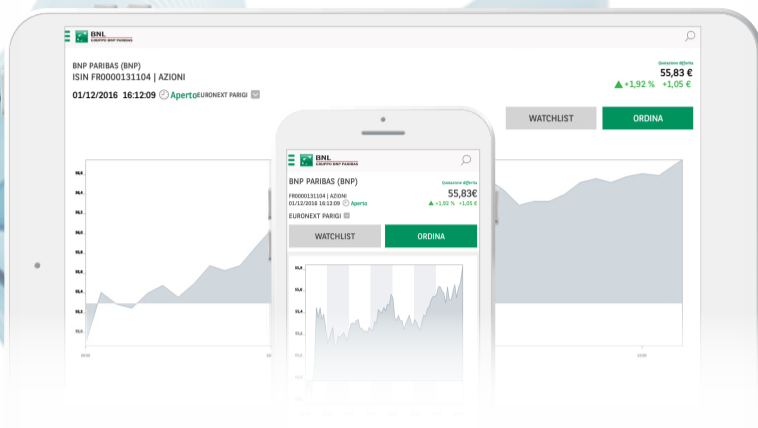 BNL
GRUPPO BNP PARIBAS
BNP PARIBAS (BNP)
ISIN FR0000131104 | AZIONI
01/12/2016 16:12:09 Aperto EURONEXT PARIGI
Quotazione differita
55,83 €
+1,92 % +1,05 €
WATCHLIST
ORDINA
BNL
GRUPPO BNP PARIBAS
BNP PARIBAS (BNP)
FR0000131104 | AZIONI
01/12/2016 16:12:09 Aperto
EURONEXT PARIGI
Quotazione differita
55,83€
+1,92 % +1,05 €
WATCHLIST
ORDINA